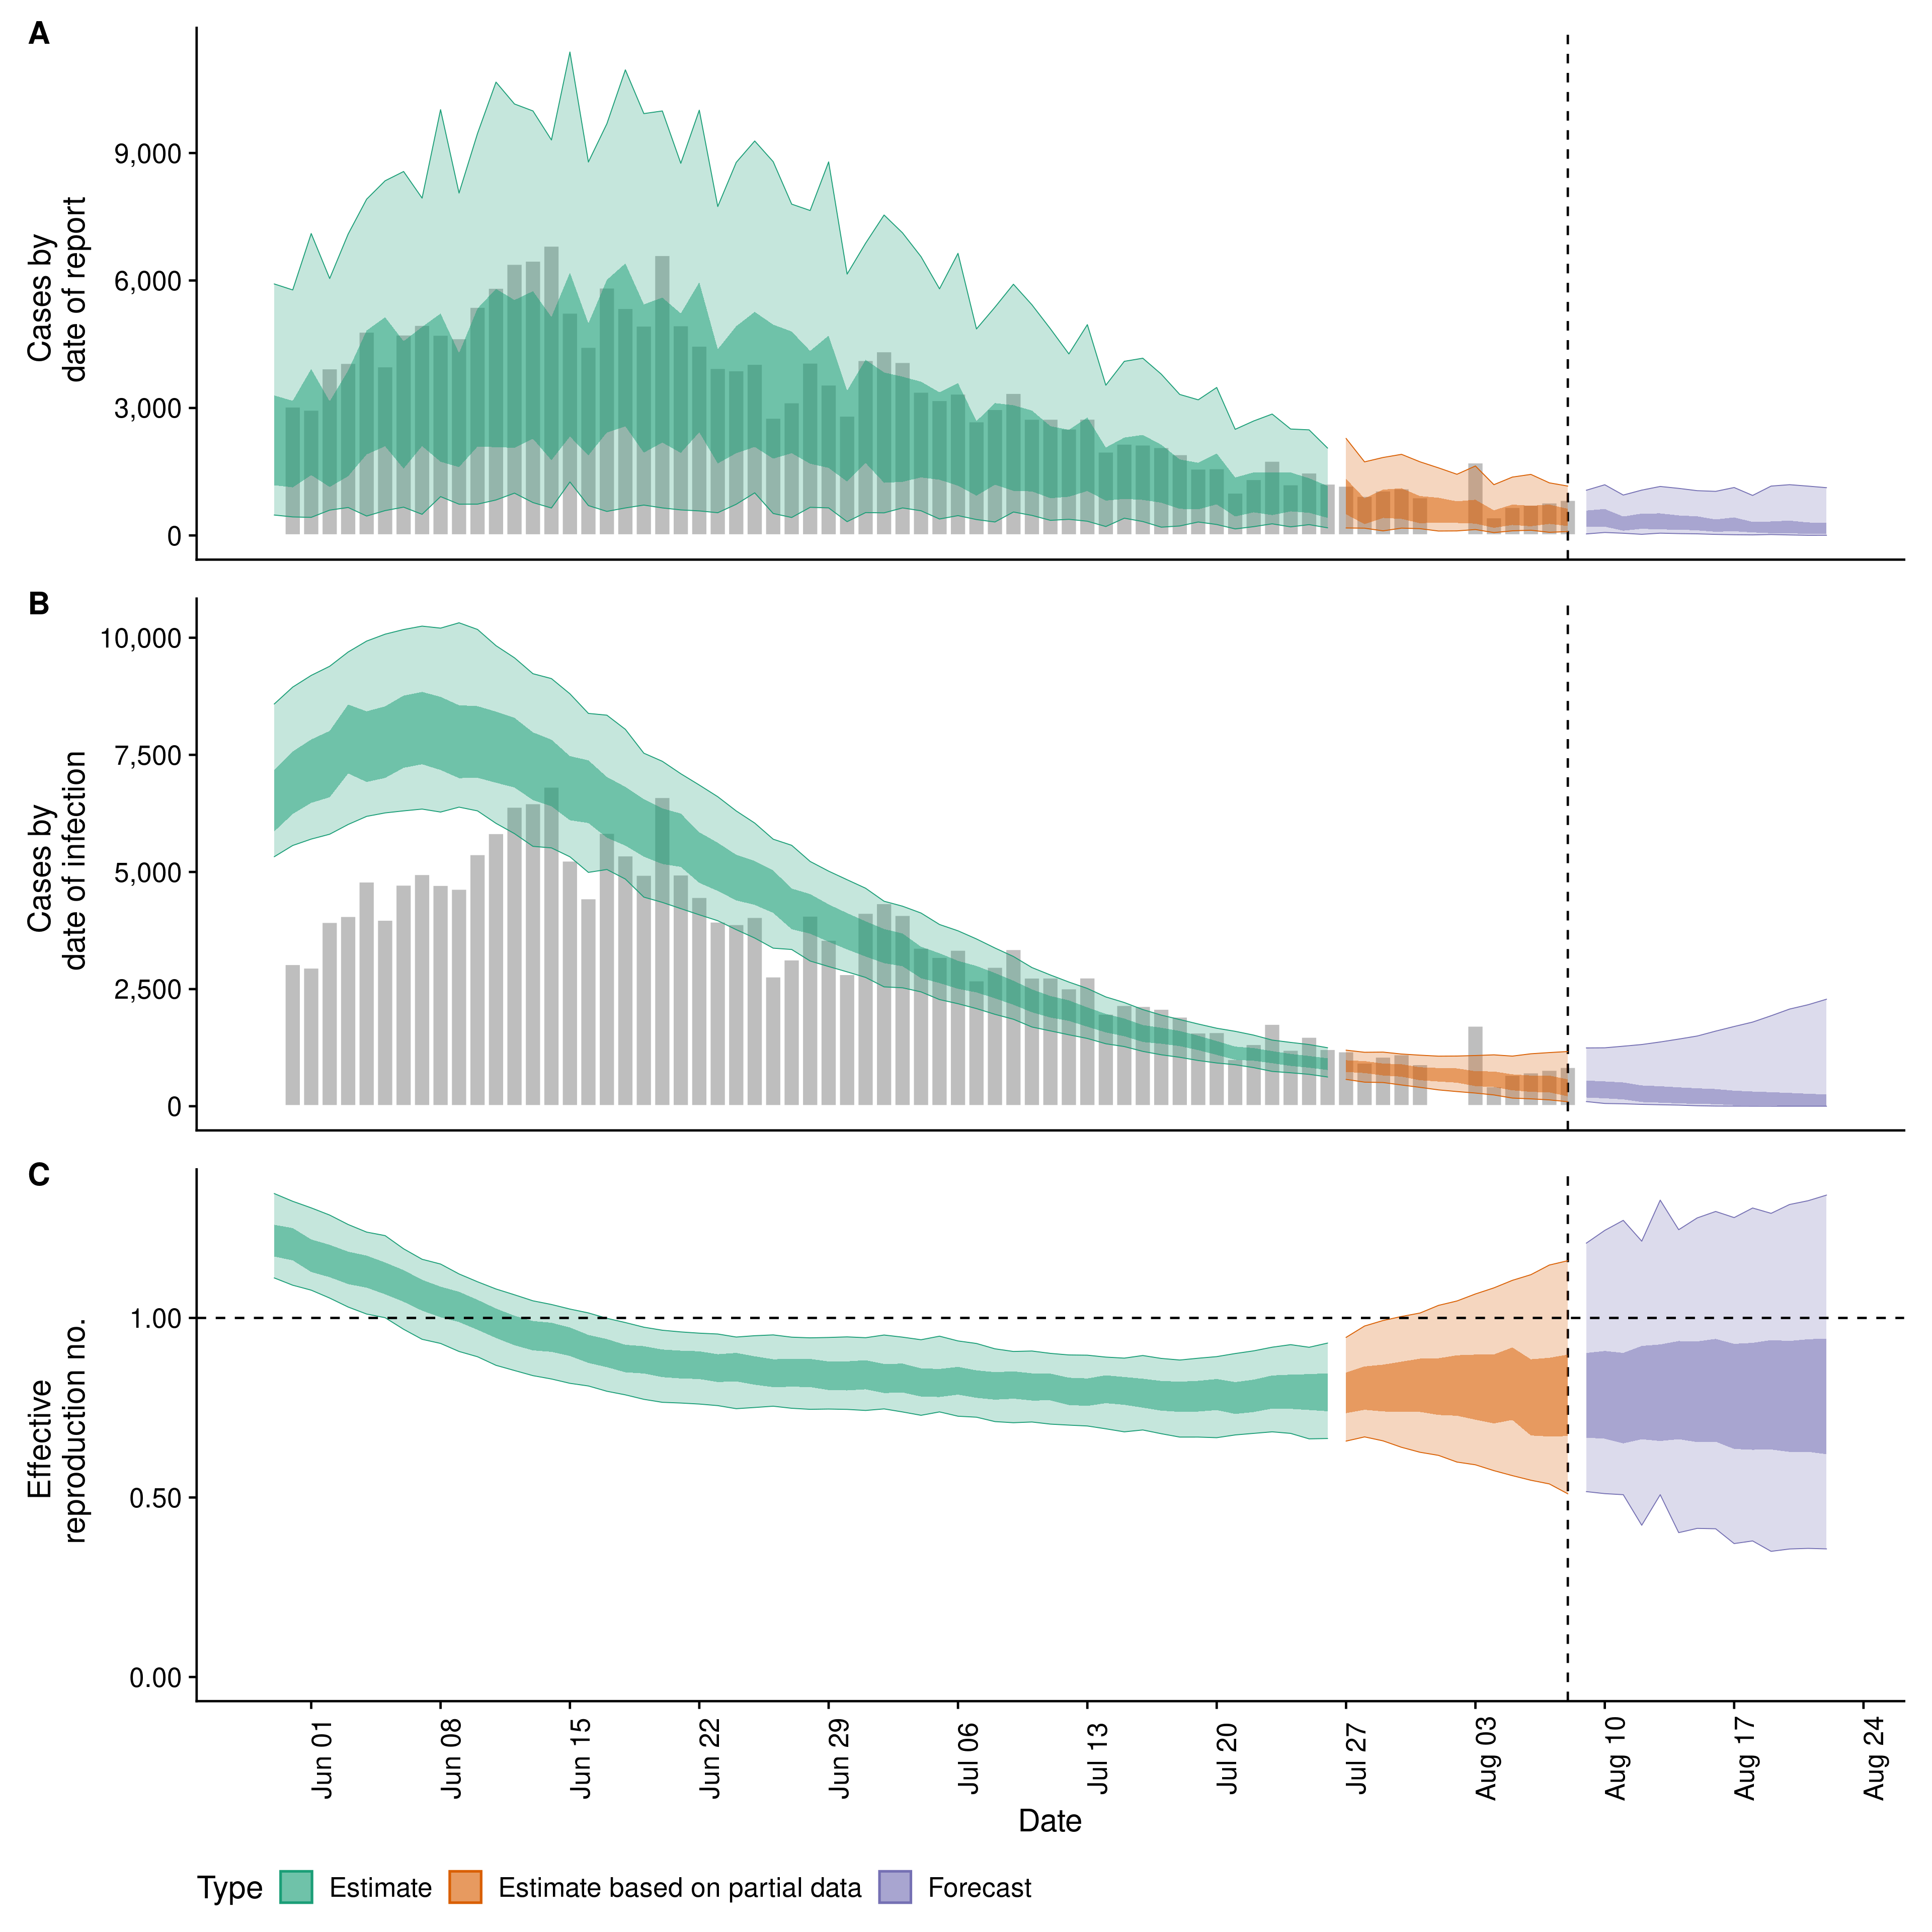 A
Cases by
date of report
9,000
6,000
3,000
0
B
Cases by
date of infection
10,000
7,500
5,000
2,500
0
C
Effective
reproduction no.
1.00
0.50
0.00
Jun 01
Jun 08
Jun 15
Jun 22
Jun 29
Jul 06
Jul 13
Jul 20
Jul 27
Aug 03
Aug 10
Aug 17
Aug 24
Date
Type
Estimate
Estimate based on partial data
Forecast